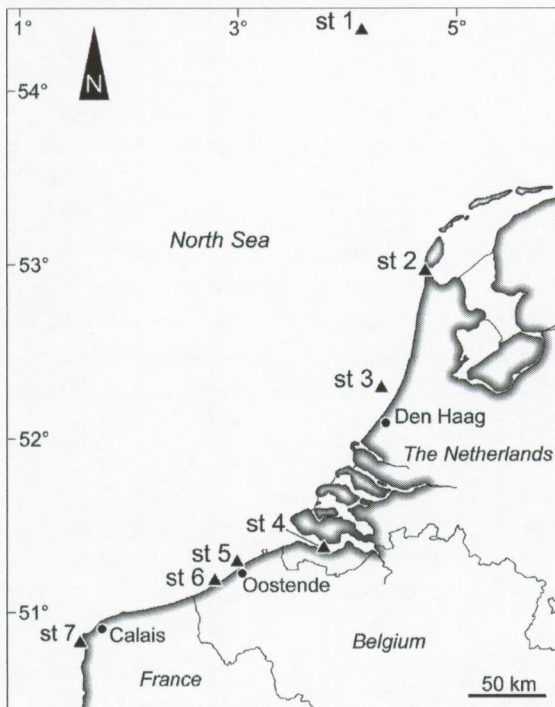 1°
3°
5°
st 1
54°
N
North Sea
53°
st 2
st 3
52°
Den Haag
The Netherlands
st 4
st 5
st 6
Oostende
51°
st 7
Calais
Belgium
France
50 km